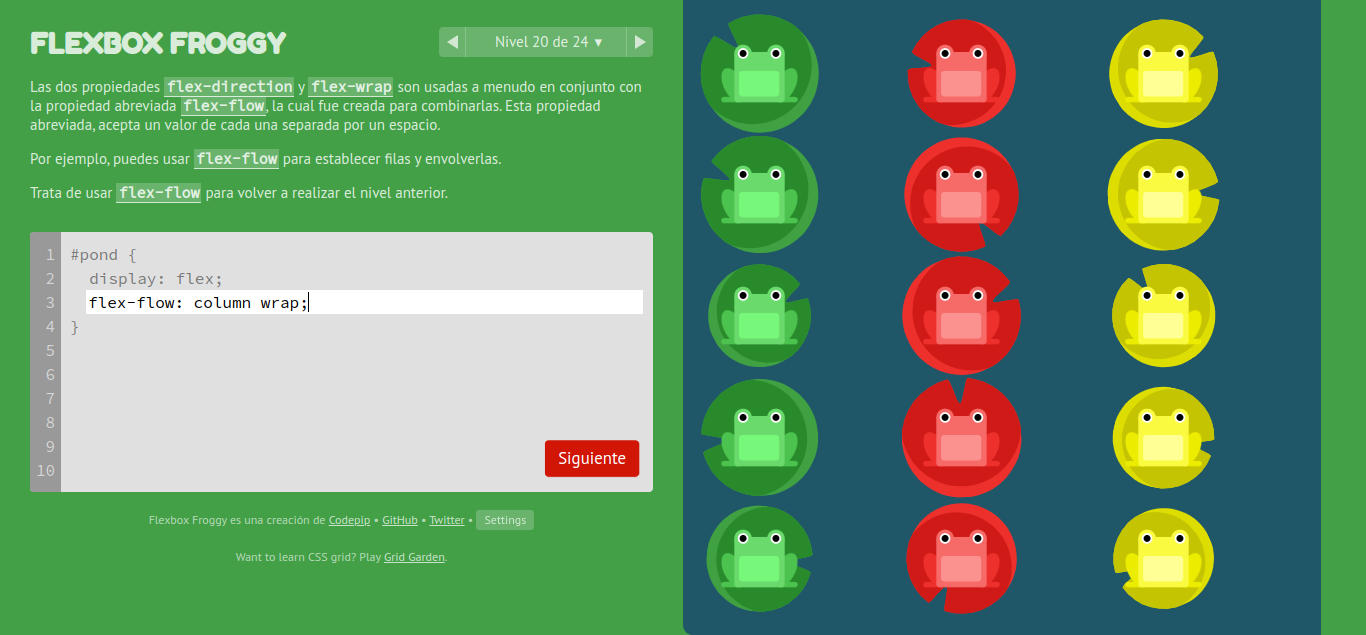 FLEXBOX FROGGY
Nivel 20 de 24 ▾
Las dos propiedades flex-direction y flex-wrap son usadas a menudo en conjunto con
la propiedad abreviada flex-flow, la cual fue creada para combinarlas. Esta propiedad
abreviada, acepta un valor de cada una separada por un espacio.
Por ejemplo, puedes usar flex-flow para establecer filas y envolverlas.
Trata de usar flex-flow para volver a realizar el nivel anterior.
1 #pond {
2   display: flex;
3   flex-flow: column wrap;
4 }
5
6
7
8
9
10
Siguiente
Flexbox Froggy es una creación de Codepip • GitHub • Twitter • Settings
Want to learn CSS grid? Play Grid Garden.